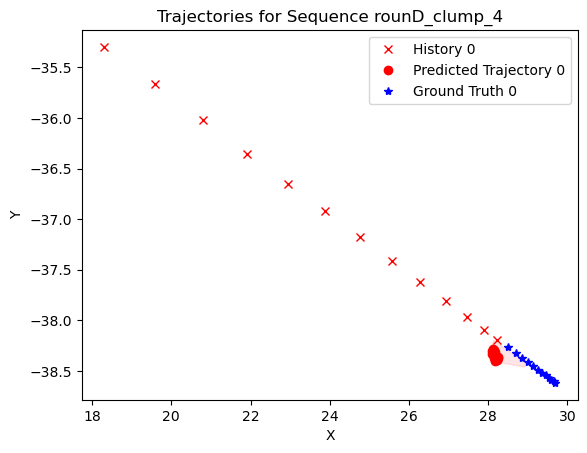 Trajectories for Sequence rounD_clump_4
History 0
Predicted Trajectory 0
Ground Truth 0
−35.5
−36.0
−36.5
−37.0
−37.5
−38.0
−38.5
Y
18 20 22 24 26 28 30
X